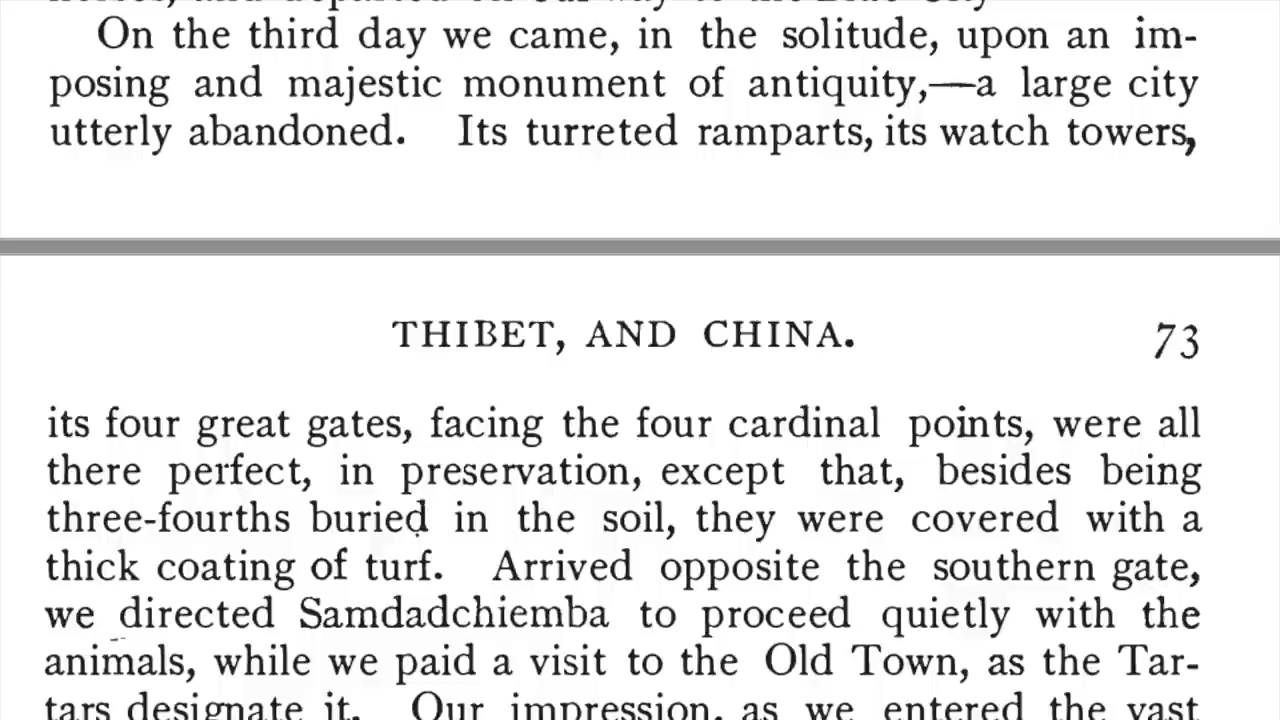 On the third day we came, in the solitude, upon an im-
posing and majestic monument of antiquity,—a large city
utterly abandoned. Its turreted ramparts, its watch towers,
THIBET, AND CHINA. 73
its four great gates, facing the four cardinal points, were all
there perfect, in preservation, except that, besides being
three-fourths buried in the soil, they were covered with a
thick coating of turf. Arrived opposite the southern gate,
we directed Samdadchiemba to proceed quietly with the
animals, while we paid a visit to the Old Town, as the Tar-
tars designate it. Our impression, as we entered the vast